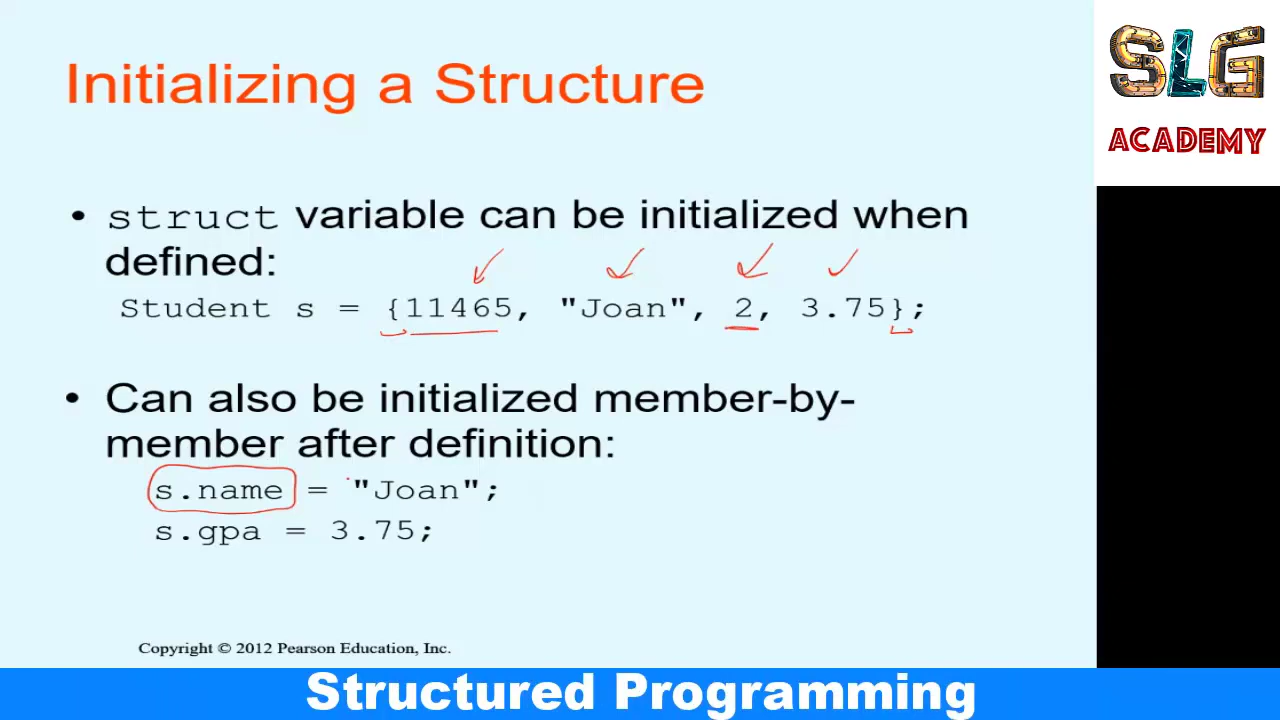 Initializing a Structure
SLG
ACADEMY
• struct variable can be initialized when
defined:
Student s = {11465, "Joan", 2, 3.75};
• Can also be initialized member-by-
member after definition:
s.name = "Joan";
s.gpa = 3.75;
Copyright © 2012 Pearson Education, Inc.
Structured Programming